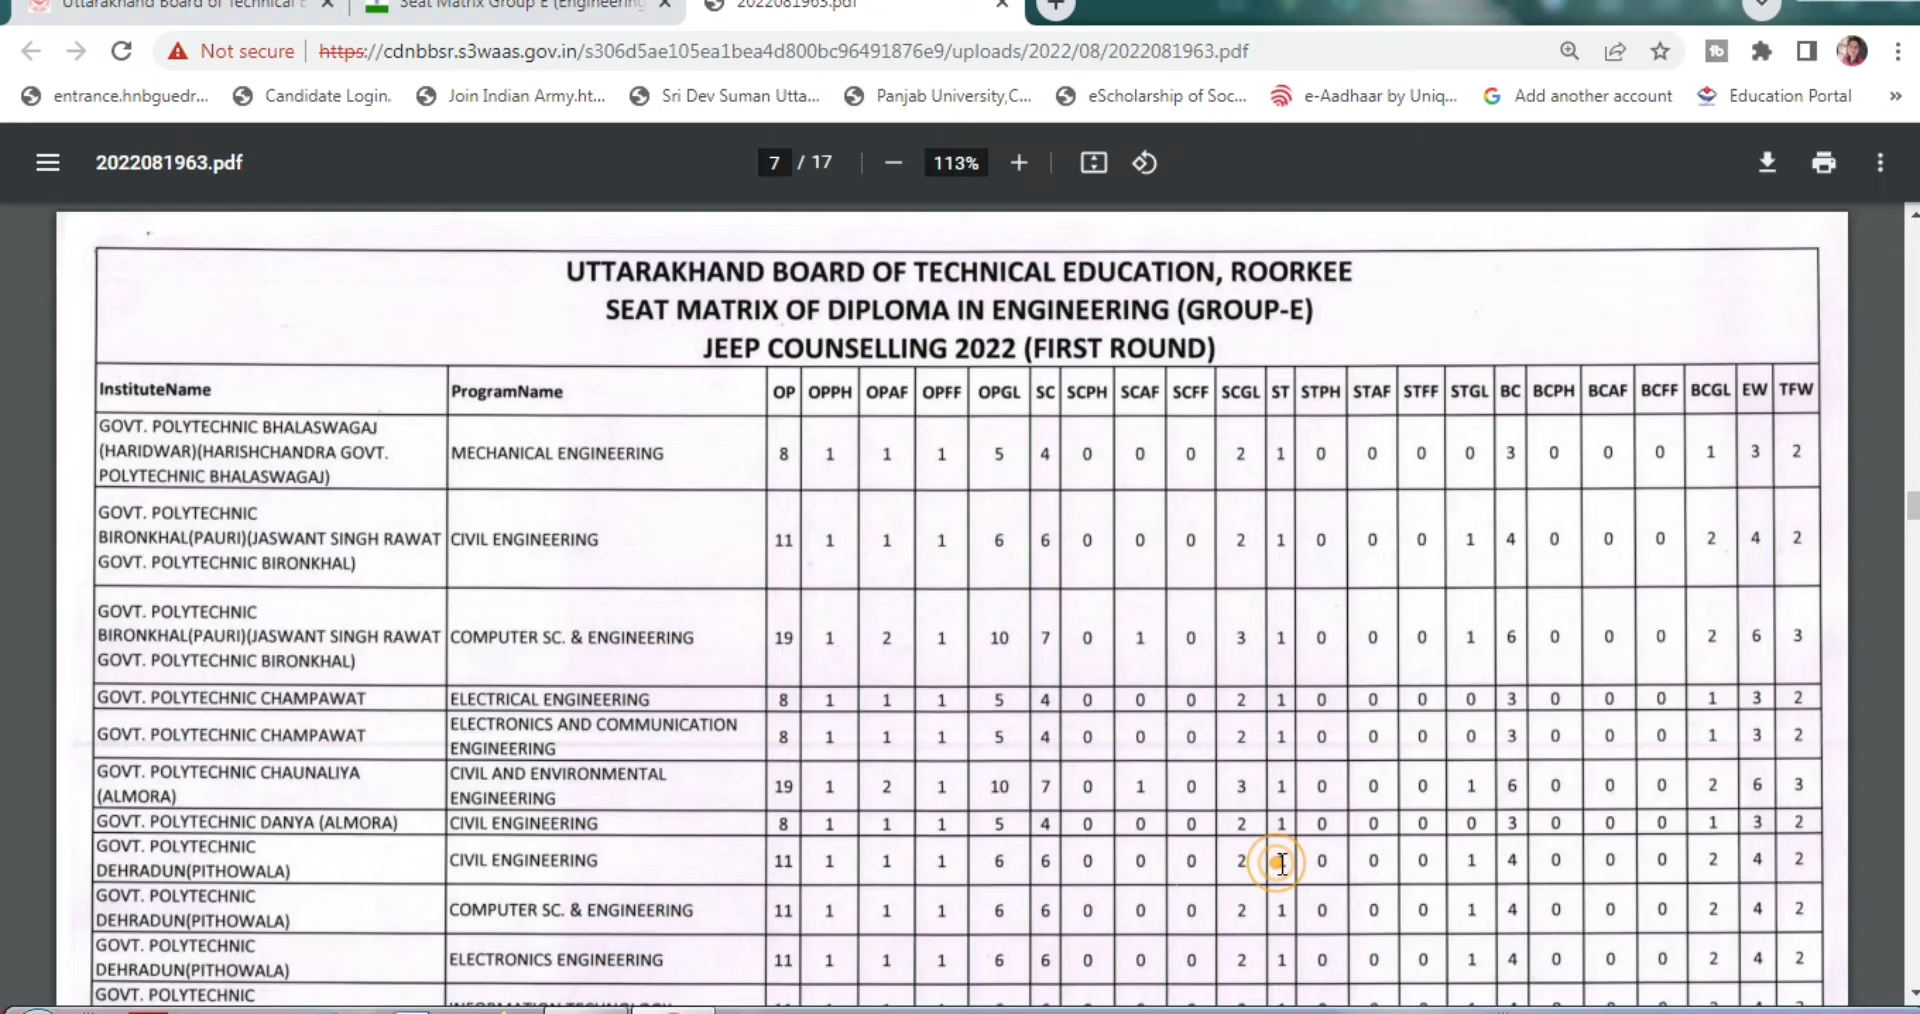 Uttarakhand Board of Technical E
Seat Matrix Group E (Engineering
2022081963.pdf
Not secure https://cdnbbsr.s3waas.gov.in/s306d5ae105ea1bea4d800bc96491876e9/uploads/2022/08/2022081963.pdf
entrance.hnbguedr... Candidate Login. Join Indian Army.ht... Sri Dev Suman Utta... Panjab University,C... eScholarship of Soc... e-Aadhaar by Uniq... Add another account Education Portal »
2022081963.pdf 7 / 17 − 113% +
UTTARAKHAND BOARD OF TECHNICAL EDUCATION, ROORKEE
SEAT MATRIX OF DIPLOMA IN ENGINEERING (GROUP-E)
JEEP COUNSELLING 2022 (FIRST ROUND)
InstituteName ProgramName OP OPPH OPAF OPFF OPGL SC SCPH SCAF SCFF SCGL ST STPH STAF STFF STGL BC BCPH BCAF BCFF BCGL EW TFW
GOVT. POLYTECHNIC BHALASWAGAJ
(HARIDWAR)(HARISHCHANDRA GOVT. MECHANICAL ENGINEERING 8 1 1 1 5 4 0 0 0 2 1 0 0 0 0 3 0 0 0 1 3 2
POLYTECHNIC BHALASWAGAJ)
GOVT. POLYTECHNIC
BIRONKHAL(PAURI)(JASWANT SINGH RAWAT CIVIL ENGINEERING 11 1 1 1 6 6 0 0 0 2 1 0 0 0 1 4 0 0 0 2 4 2
GOVT. POLYTECHNIC BIRONKHAL)
GOVT. POLYTECHNIC
BIRONKHAL(PAURI)(JASWANT SINGH RAWAT COMPUTER SC. & ENGINEERING 19 1 2 1 10 7 0 1 0 3 1 0 0 0 1 6 0 0 0 2 6 3
GOVT. POLYTECHNIC BIRONKHAL)
GOVT. POLYTECHNIC CHAMPAWAT ELECTRICAL ENGINEERING 8 1 1 1 5 4 0 0 0 2 1 0 0 0 0 3 0 0 0 1 3 2
GOVT. POLYTECHNIC CHAMPAWAT ELECTRONICS AND COMMUNICATION
ENGINEERING 8 1 1 1 5 4 0 0 0 2 1 0 0 0 0 3 0 0 0 1 3 2
GOVT. POLYTECHNIC CHAUNALIYA CIVIL AND ENVIRONMENTAL
(ALMORA) ENGINEERING 19 1 2 1 10 7 0 1 0 3 1 0 0 0 1 6 0 0 0 2 6 3
GOVT. POLYTECHNIC DANYA (ALMORA) CIVIL ENGINEERING 8 1 1 1 5 4 0 0 0 2 1 0 0 0 0 3 0 0 0 1 3 2
GOVT. POLYTECHNIC
DEHRADUN(PITHOWALA) CIVIL ENGINEERING 11 1 1 1 6 6 0 0 0 2 0 0 0 1 4 0 0 0 2 4 2
GOVT. POLYTECHNIC
DEHRADUN(PITHOWALA) COMPUTER SC. & ENGINEERING 11 1 1 1 6 6 0 0 0 2 1 0 0 0 1 4 0 0 0 2 4 2
GOVT. POLYTECHNIC
DEHRADUN(PITHOWALA) ELECTRONICS ENGINEERING 11 1 1 1 6 6 0 0 0 2 1 0 0 0 1 4 0 0 0 2 4 2
GOVT. POLYTECHNIC